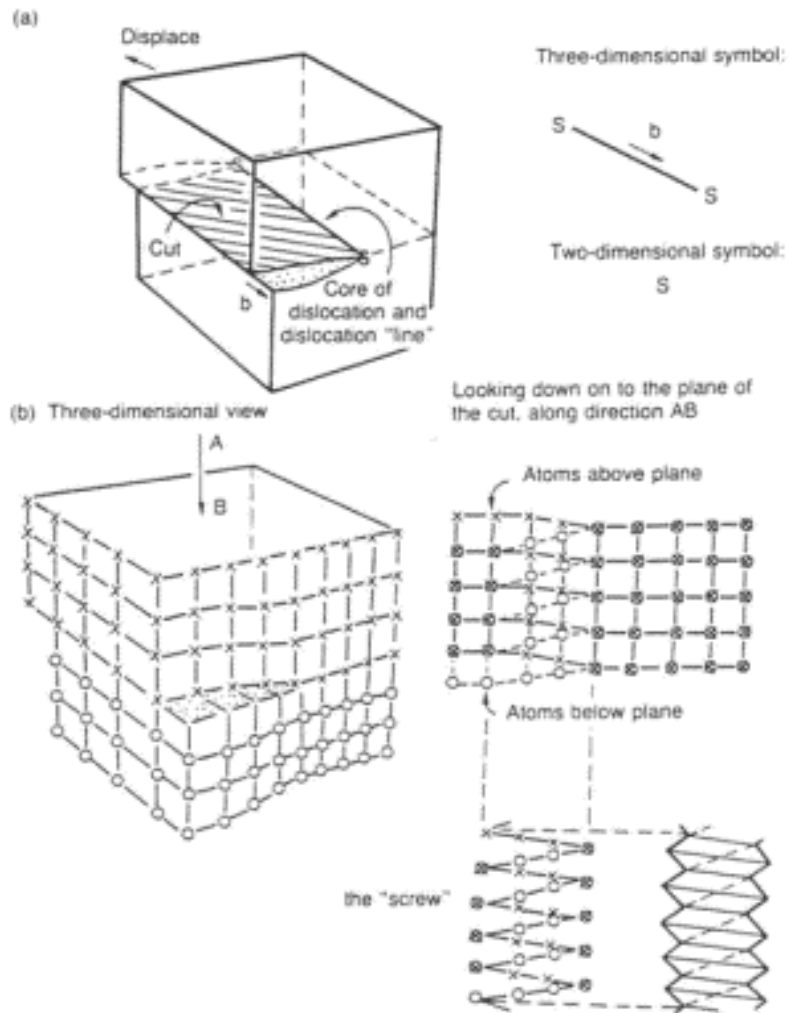 (a)
Displace
Three-dimensional symbol:
S
b
S
Cut
S
Two-dimensional symbol:
S
b
Core of
dislocation and
dislocation "line"
Looking down on to the plane of
the cut, along direction AB
(b) Three-dimensional view
A
B
Atoms above plane
Atoms below plane
the "screw"